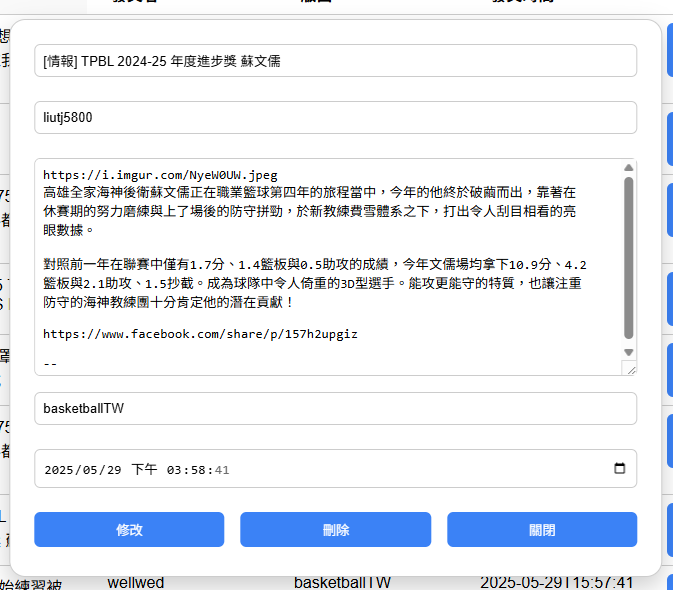 [情報] TPBL 2024-25 年度進步獎 蘇文儒
liutj5800
https://i.imgur.com/NyeW0UW.jpeg
高雄全家海神後衛蘇文儒正在職業籃球第四年的旅程當中，今年的他終於破繭而出，靠著在
休賽期的努力磨練與上了場後的防守拼勁，於新教練費雪體系之下，打出令人刮目相看的亮
眼數據。
對照前一年在聯賽中僅有1.7分、1.4籃板與0.5助攻的成績，今年文儒場均拿下10.9分、4.2
籃板與2.1助攻、1.5抄截。成為球隊中令人倚重的3D型選手。能攻更能守的特質，也讓注重
防守的海神教練團十分肯定他的潛在貢獻！
https://www.facebook.com/share/p/157h2upgiz
--
basketballTW
2025/05/29 下午 03:58:41
修改 刪除 關閉
始練習被 wellwed basketballTW 2025-05-29T15:57:41